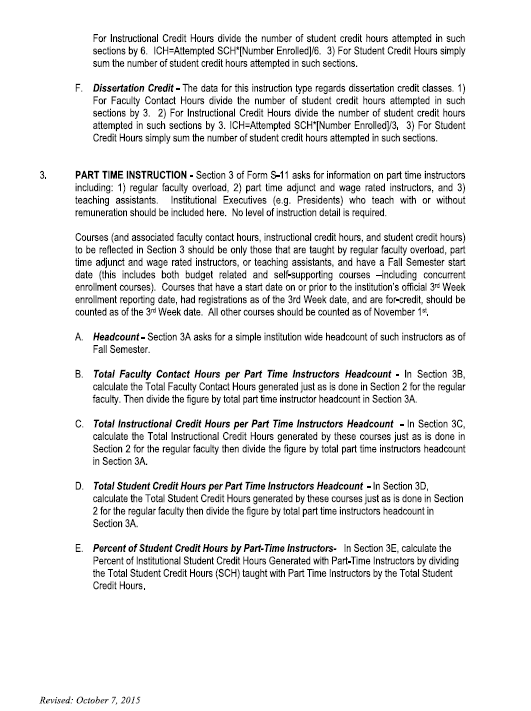 For Instructional Credit Hours divide the number of student credit hours attempted in such
sections by 6. ICH=Attempted SCH*[Number Enrolled]/6. 3) For Student Credit Hours simply
sum the number of student credit hours attempted in such sections.
F. Dissertation Credit - The data for this instruction type regards dissertation credit classes. 1)
For Faculty Contact Hours divide the number of student credit hours attempted in such
sections by 3. 2) For Instructional Credit Hours divide the number of student credit hours
attempted in such sections by 3. ICH=Attempted SCH*[Number Enrolled]/3, 3) For Student
Credit Hours simply sum the number of student credit hours attempted in such sections.
3. PART TIME INSTRUCTION - Section 3 of Form S-11 asks for information on part time instructors
including: 1) regular faculty overload, 2) part time adjunct and wage rated instructors, and 3)
teaching assistants. Institutional Executives (e.g. Presidents) who teach with or without
remuneration should be included here. No level of instruction detail is required.
Courses (and associated faculty contact hours, instructional credit hours, and student credit hours)
to be reflected in Section 3 should be only those that are taught by regular faculty overload, part
time adjunct and wage rated instructors, or teaching assistants, and have a Fall Semester start
date (this includes both budget related and self-supporting courses –including concurrent
enrollment courses). Courses that have a start date on or prior to the institution's official 3rd Week
enrollment reporting date, had registrations as of the 3rd Week date, and are for-credit, should be
counted as of the 3rd Week date. All other courses should be counted as of November 1st.
A. Headcount - Section 3A asks for a simple institution wide headcount of such instructors as of
Fall Semester.
B. Total Faculty Contact Hours per Part Time Instructors Headcount - In Section 3B,
calculate the Total Faculty Contact Hours generated just as is done in Section 2 for the regular
faculty. Then divide the figure by total part time instructor headcount in Section 3A.
C. Total Instructional Credit Hours per Part Time Instructors Headcount - In Section 3C,
calculate the Total Instructional Credit Hours generated by these courses just as is done in
Section 2 for the regular faculty then divide the figure by total part time instructors headcount
in Section 3A.
D. Total Student Credit Hours per Part Time Instructors Headcount - In Section 3D,
calculate the Total Student Credit Hours generated by these courses just as is done in Section
2 for the regular faculty then divide the figure by total part time instructors headcount in
Section 3A.
E. Percent of Student Credit Hours by Part-Time Instructors- In Section 3E, calculate the
Percent of Institutional Student Credit Hours Generated with Part-Time Instructors by dividing
the Total Student Credit Hours (SCH) taught with Part Time Instructors by the Total Student
Credit Hours.
Revised: October 7, 2015